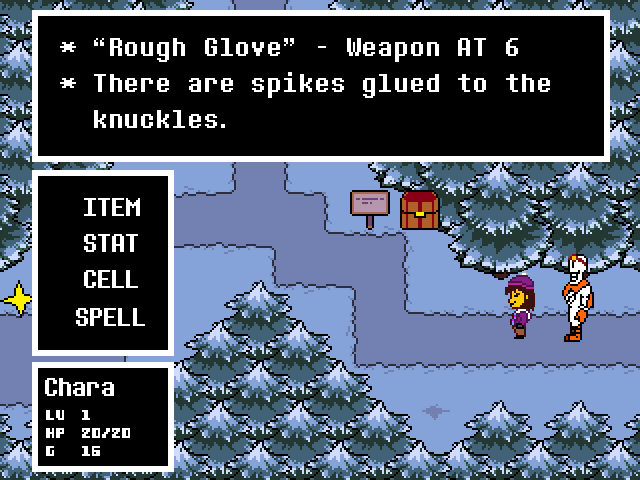 * “Rough Glove” - Weapon AT 6
* There are spikes glued to the
knuckles.
ITEM
STAT
CELL
SPELL
Chara
LV 1
HP 20/20
G 16